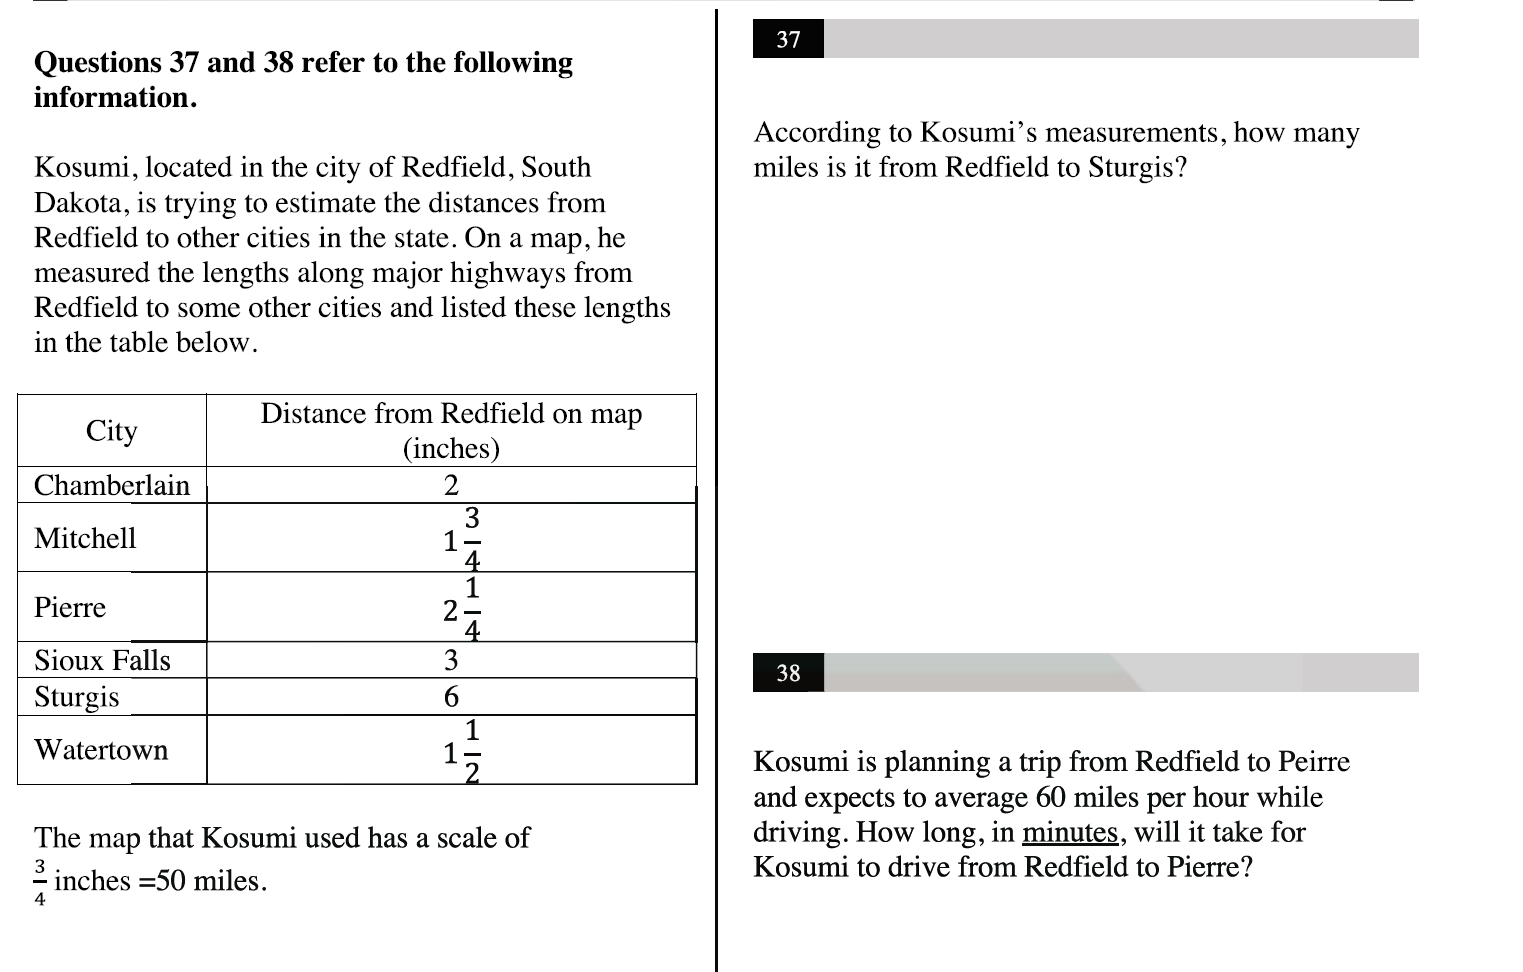 Questions 37 and 38 refer to the following
information.
Kosumi, located in the city of Redfield, South
Dakota, is trying to estimate the distances from
Redfield to other cities in the state. On a map, he
measured the lengths along major highways from
Redfield to some other cities and listed these lengths
in the table below.
City
Distance from Redfield on map
(inches)
Chamberlain 2
Mitchell 1 3/4
Pierre 2 1/4
Sioux Falls 3
Sturgis 6
Watertown 1 1/2
The map that Kosumi used has a scale of
3/4 inches =50 miles.
37
According to Kosumi’s measurements, how many
miles is it from Redfield to Sturgis?
38
Kosumi is planning a trip from Redfield to Peirre
and expects to average 60 miles per hour while
driving. How long, in minutes, will it take for
Kosumi to drive from Redfield to Pierre?